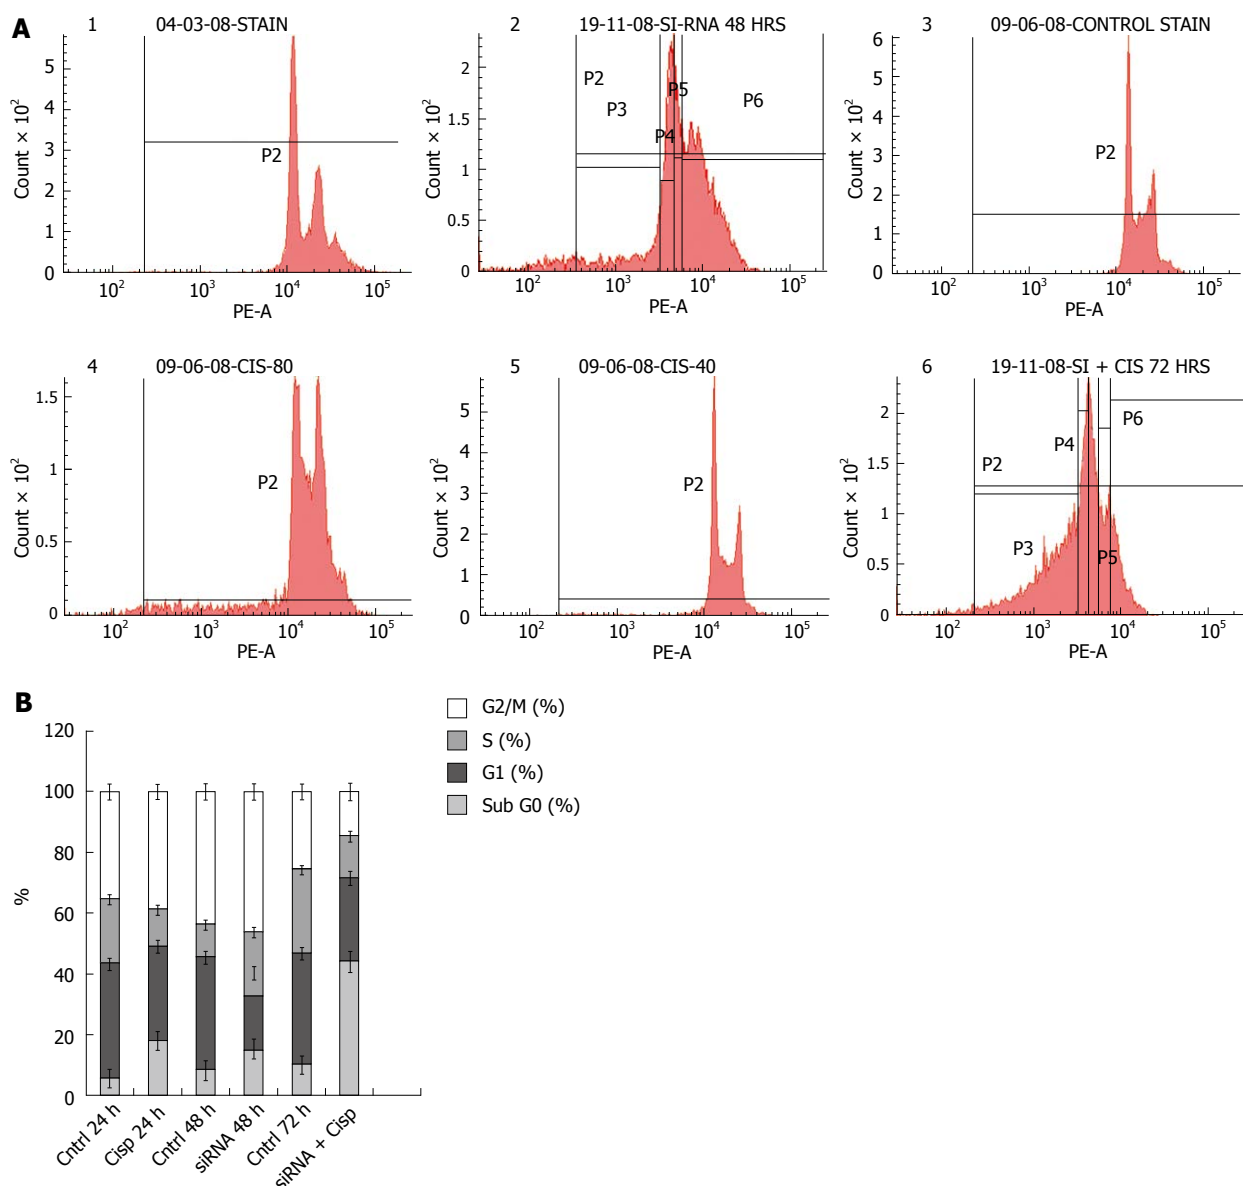 A
1 04-03-08-STAIN
Count × 10²
5
4
3
2
1
0
P2
10² 10³ 10⁴ 10⁵
PE-A
2 19-11-08-SI-RNA 48 HRS
Count × 10²
2
1.5
1
0.5
0
P2
P3
P4
P5
P6
10² 10³ 10⁴ 10⁵
PE-A
3 09-06-08-CONTROL STAIN
Count × 10²
6
5
4
3
2
1
0
P2
10² 10³ 10⁴ 10⁵
PE-A
4 09-06-08-CIS-80
Count × 10²
1.5
1
0.5
0
P2
10² 10³ 10⁴ 10⁵
PE-A
5 09-06-08-CIS-40
Count × 10²
5
4
3
2
1
0
P2
10² 10³ 10⁴ 10⁵
PE-A
6 19-11-08-SI + CIS 72 HRS
Count × 10²
2
1.5
1
0.5
0
P2
P3
P4
P5
P6
10² 10³ 10⁴ 10⁵
PE-A
B
G2/M (%)
S (%)
G1 (%)
Sub G0 (%)
%
120
100
80
60
40
20
0
Cntrl 24 h
Cisp 24 h
Cntrl 48 h
siRNA 48 h
Cntrl 72 h
siRNA + Cisp